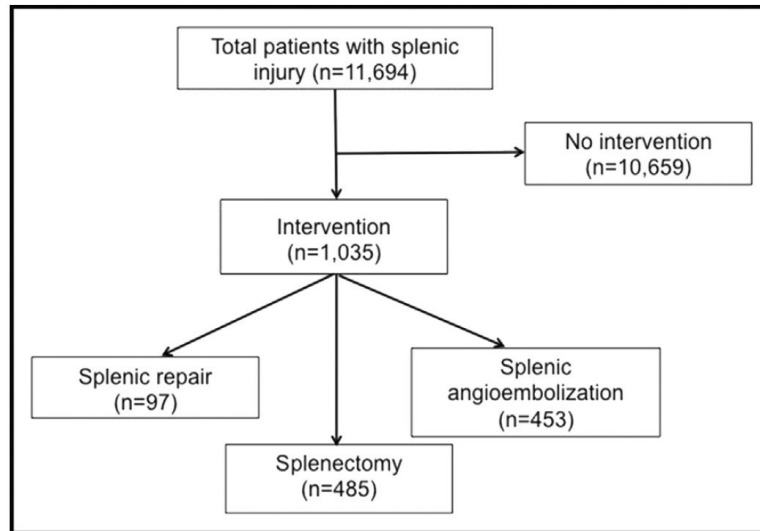 Total patients with splenic
injury (n=11,694)
No intervention
(n=10,659)
Intervention
(n=1,035)
Splenic repair
(n=97)
Splenectomy
(n=485)
Splenic
angioembolization
(n=453)